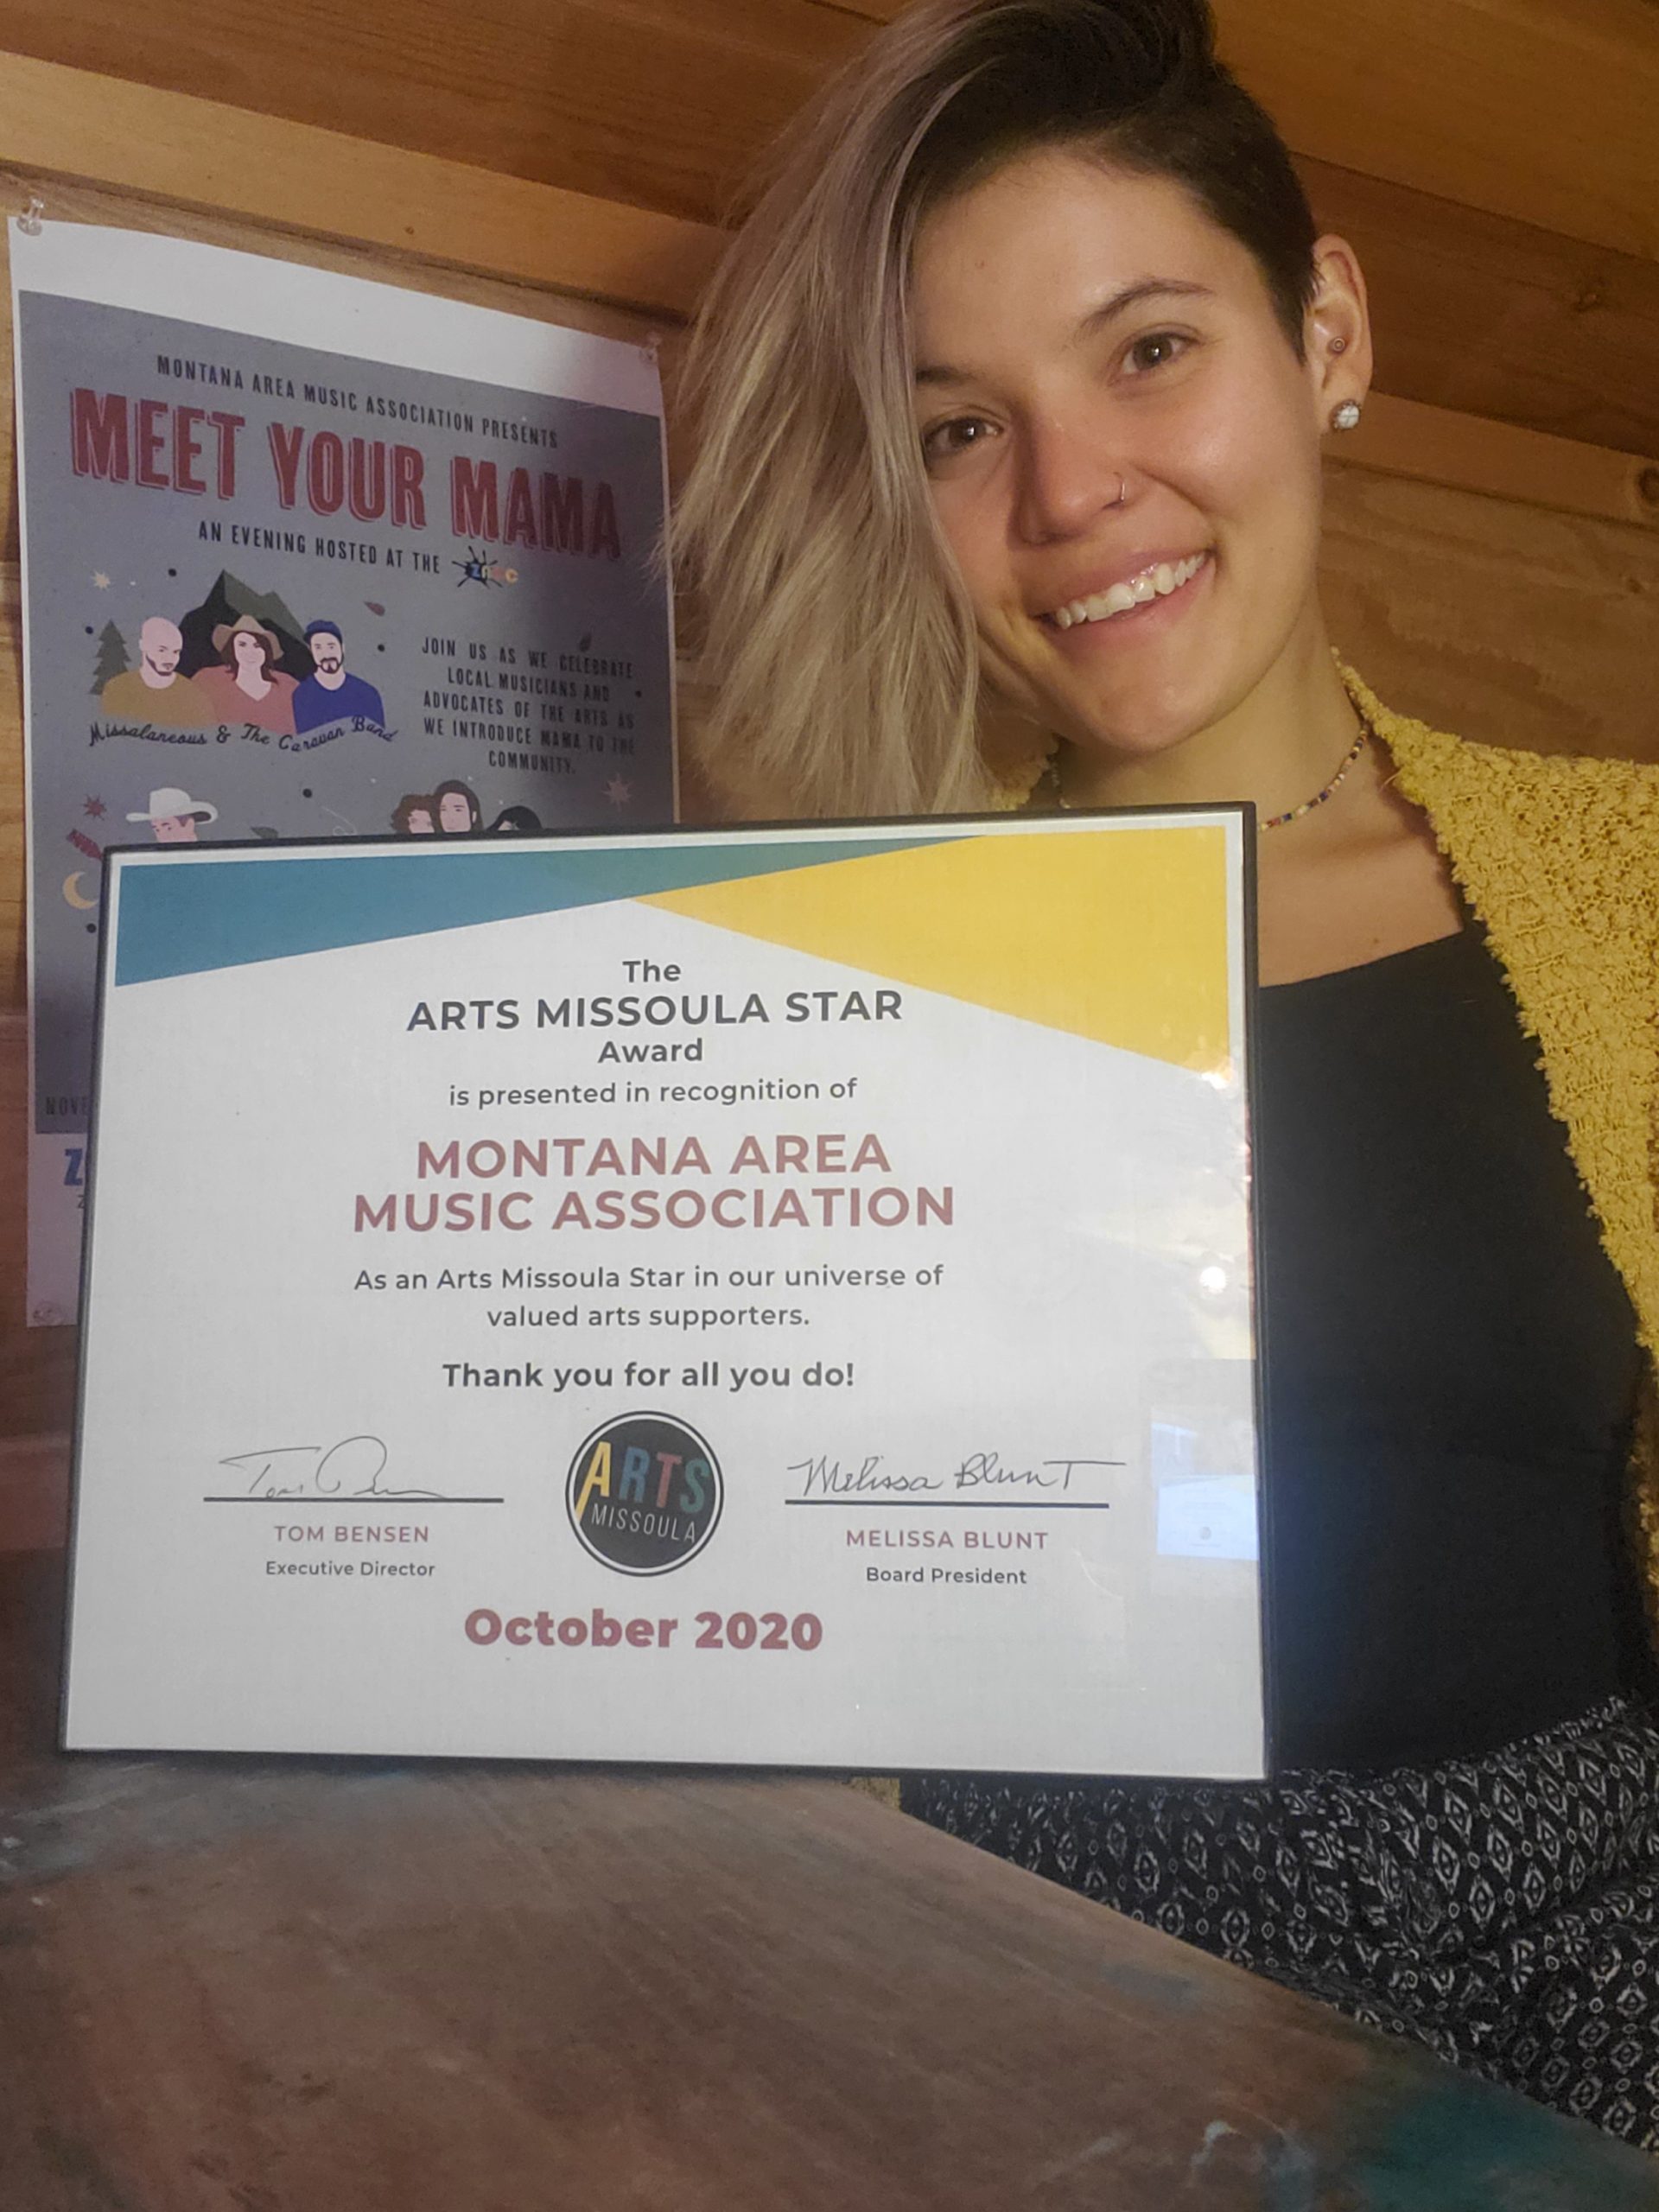 MONTANA AREA MUSIC ASSOCIATION PRESENTS
MEET YOUR MAMA
AN EVENING HOSTED AT THE ZACC
JOIN US AS WE CELEBRATE
LOCAL MUSICIANS AND
ADVOCATES OF THE ARTS AS
WE INTRODUCE MAMA TO THE
COMMUNITY.
Missalaneous & The Caravan Band
The
ARTS MISSOULA STAR
Award
is presented in recognition of
MONTANA AREA
MUSIC ASSOCIATION
As an Arts Missoula Star in our universe of
valued arts supporters.
Thank you for all you do!
Melissa Blunt
TOM BENSEN
Executive Director
ARTS
MISSOULA
MELISSA BLUNT
Board President
October 2020